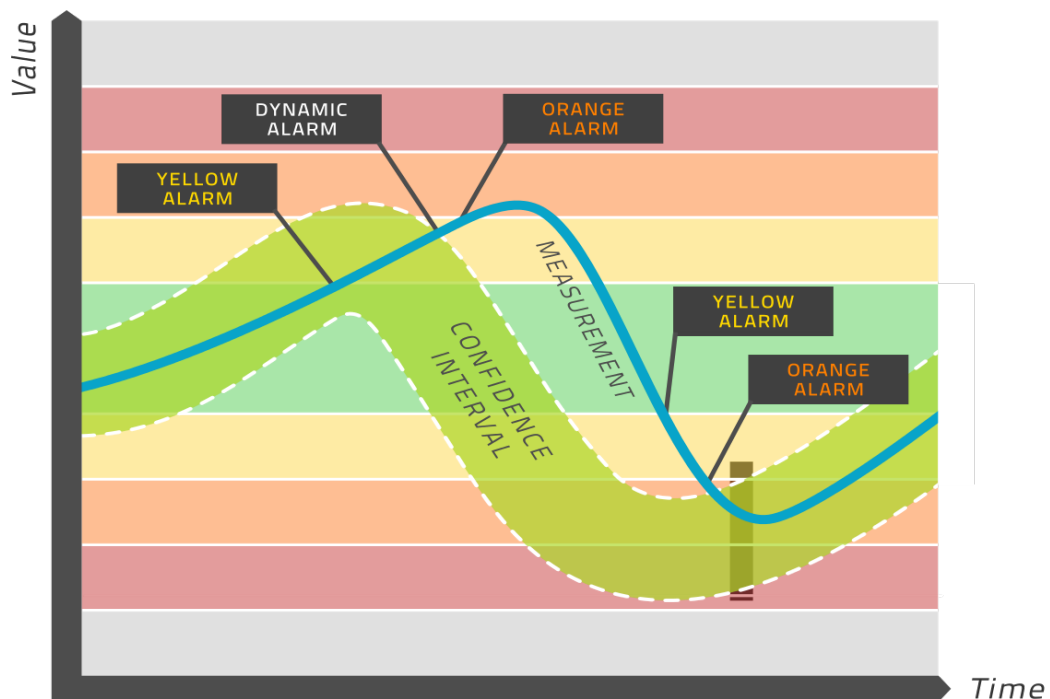 Value
DYNAMIC
ALARM
ORANGE
ALARM
YELLOW
ALARM
MEASUREMENT
CONFIDENCE
INTERVAL
YELLOW
ALARM
ORANGE
ALARM
Time